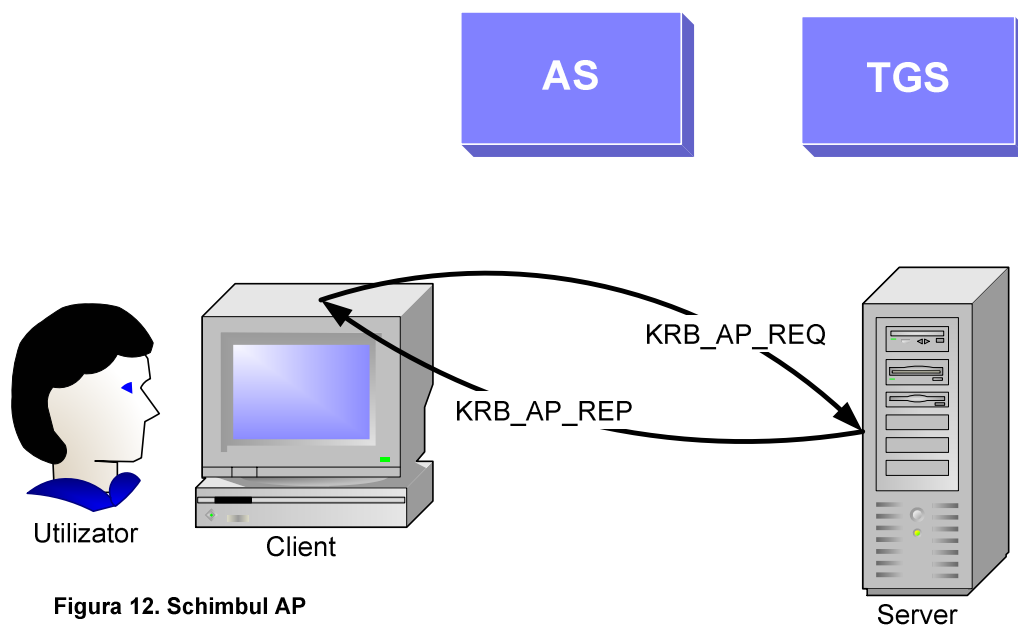 AS
TGS
KRB_AP_REQ
KRB_AP_REP
Utilizator
Client
Figura 12. Schimbul AP
Server